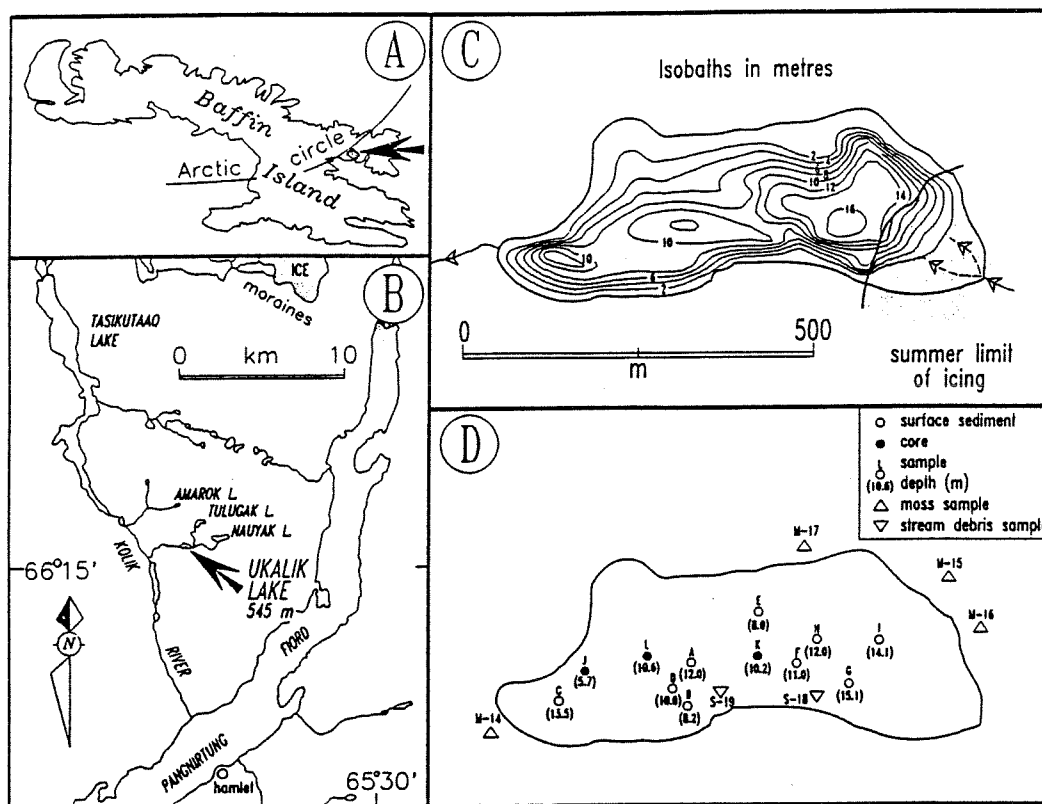 A
Baffin
Island
Arctic circle
B
ICE
moraines
TASIKUTAAQ
LAKE
0 10
km
AMAROK L.
TULUGAK L.
NAUYAK L.
KOLIK
RIVER
66°15'
UKALIK
LAKE
545 m
N
FIORD
PANGNIRTUNG
hamlet
65°30'
C
Isobaths in metres
2 4
6 8
10 12
14
16
10
10
6
2
0 500
m
summer limit
of icing
D
surface sediment
core
L sample
(10.6) depth (m)
moss sample
stream debris sample
M-17
M-15
M-16
E
(8.0)
H
(12.0)
I
(14.1)
L
(10.6)
A
(12.0)
K
(10.2)
F
(11.0)
J
(5.7)
G
(15.1)
(10.0)
S-19
S-18
(8.2)
(13.5)
M-14